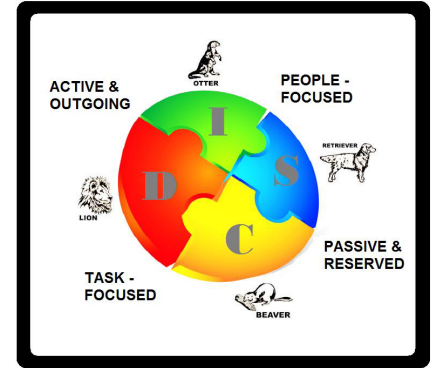 OTTER
ACTIVE &
OUTGOING
PEOPLE -
FOCUSED
I
RETRIEVER
D
S
LION
C
PASSIVE &
RESERVED
TASK -
FOCUSED
BEAVER